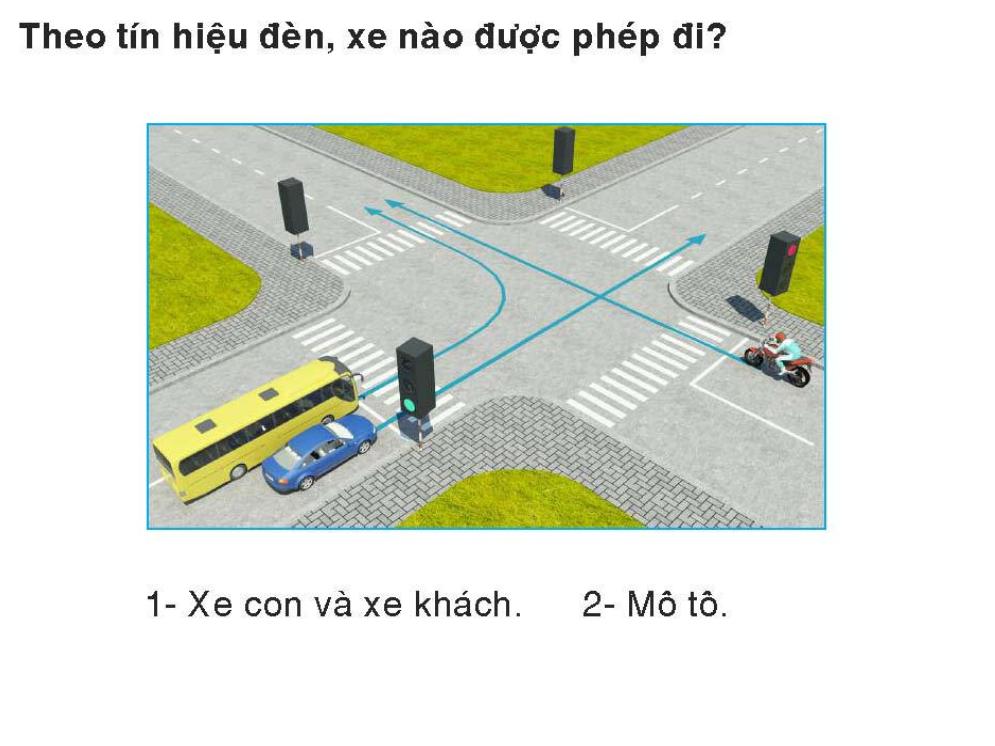 Theo tín hiệu đèn, xe nào được phép đi?
1- Xe con và xe khách. 2- Mô tô.